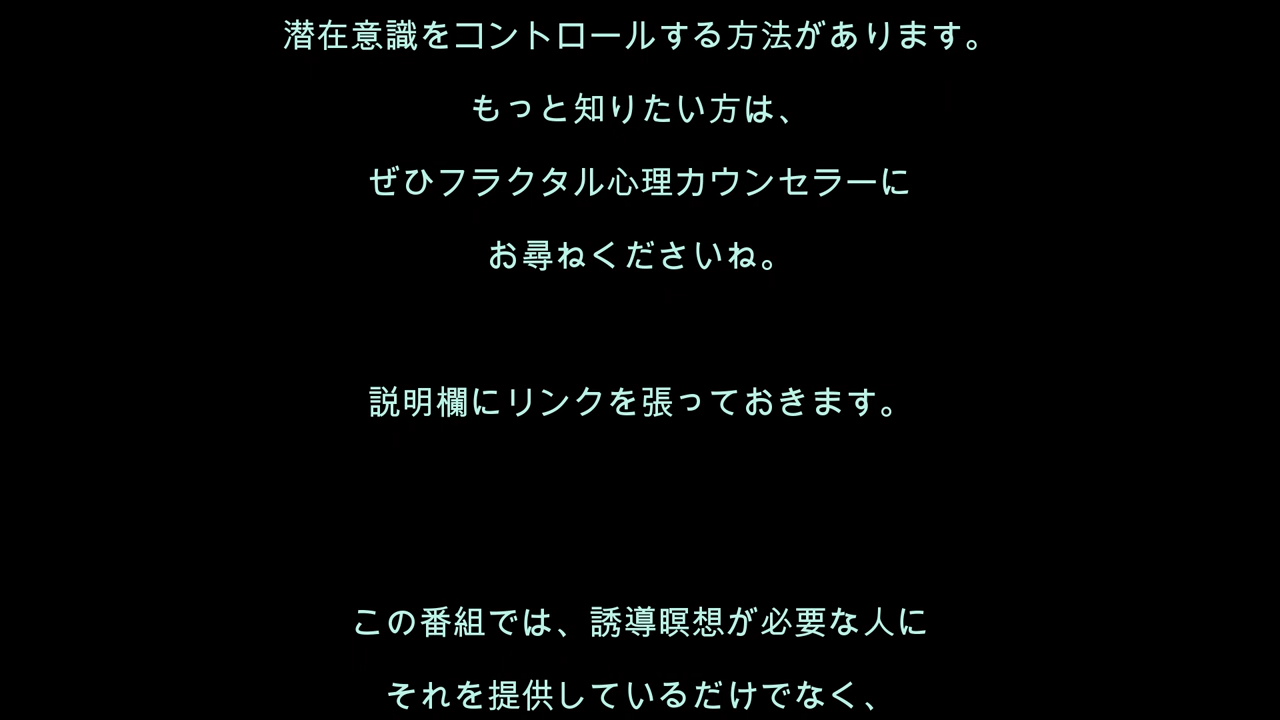 潜在意識をコントロールする方法があります。
もっと知りたい方は、
ぜひフラクタル心理カウンセラーに
お尋ねくださいね。
説明欄にリンクを張っておきます。
この番組では、誘導瞑想が必要な人に
それを提供しているだけでなく、